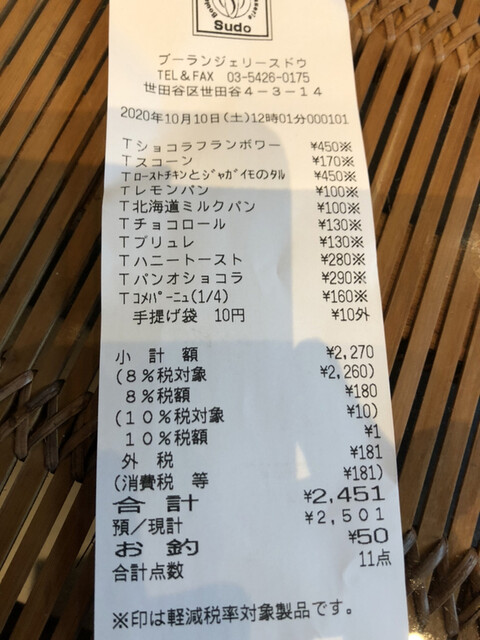 Sudo
ブーランジェリースドウ
TEL&FAX 03-5426-0175
世田谷区世田谷4-3-14
2020年10月10日(土)12時01分000101
Tショコラフランボワー ¥450※
Tスコーン ¥170※
Tﾛｰｽﾄﾁｷﾝとｼﾞｬｶﾞｲﾓのﾀﾙ ¥450※
Tレモンパン ¥100※
T北海道ミルクパン ¥100※
Tチョコロール ¥130※
Tブリュレ ¥130※
Tハニートースト ¥280※
Tパンオショコラ ¥290※
Tｺﾒﾊﾟｰﾆｭ(1/4) ¥160※
手提げ袋 10円 ¥10外
小計額 ¥2,270
(8%税対象 ¥2,260)
8%税額 ¥180
(10%税対象 ¥10)
10%税額 ¥1
外税 ¥181
(消費税 等 ¥181)
合計 ¥2,451
預/現計 ¥2,501
お釣 ¥50
合計点数 11点
※印は軽減税率対象製品です。